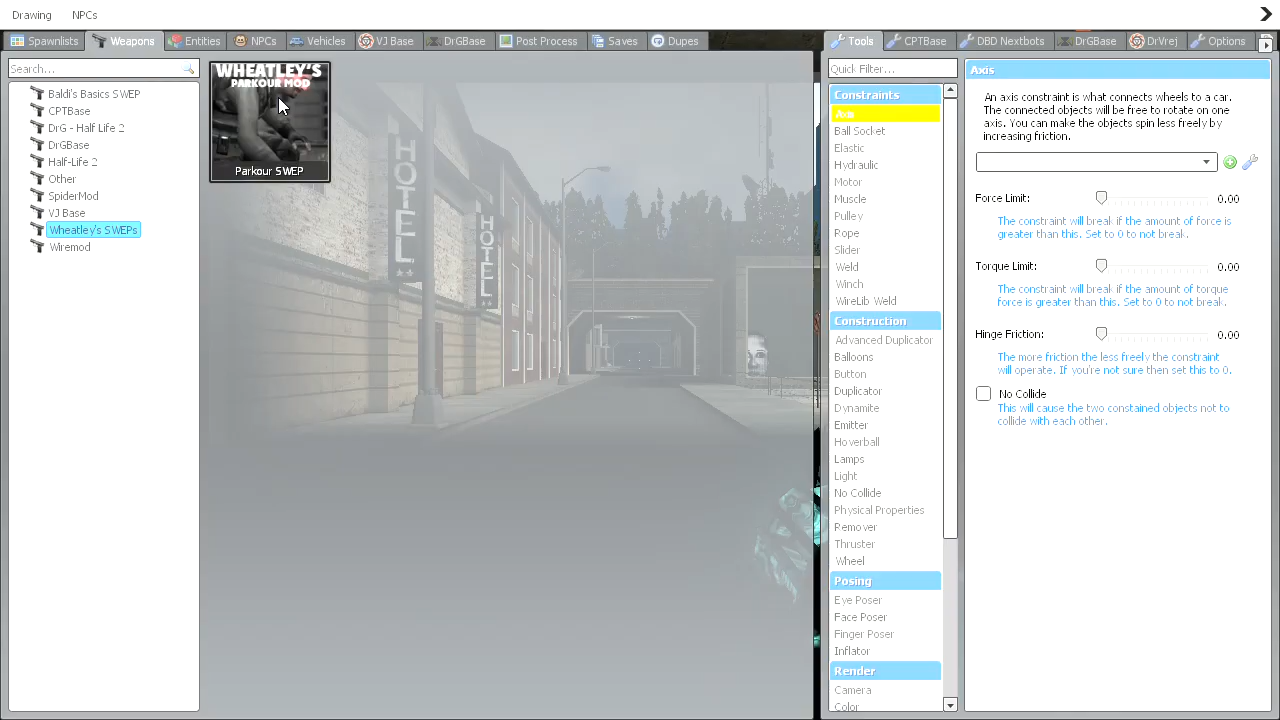 Drawing NPCs
Spawnlists Weapons Entities NPCs Vehicles VJ Base DrGBase Post Process Saves Dupes
Search...
Baldi's Basics SWEP
CPTBase
DrG - Half Life 2
DrGBase
Half-Life 2
Other
SpiderMod
VJ Base
Wheatley's SWEPs
Wiremod
WHEATLEY'S
PARKOUR MOD
Parkour SWEP
HOTEL
HOTEL
Tools CPTBase DBD Nextbots DrGBase DrVrej Options
Quick Filter...
Constraints
Axis
Ball Socket
Elastic
Hydraulic
Motor
Muscle
Pulley
Rope
Slider
Weld
Winch
WireLib Weld
Construction
Advanced Duplicator
Balloons
Button
Duplicator
Dynamite
Emitter
Hoverball
Lamps
Light
No Collide
Physical Properties
Remover
Thruster
Wheel
Posing
Eye Poser
Face Poser
Finger Poser
Inflator
Render
Camera
Color
Axis
An axis constraint is what connects wheels to a car.
The connected objects will be free to rotate on one
axis. You can make the objects spin less freely by
increasing friction.
Force Limit: 0.00
The constraint will break if the amount of force is
greater than this. Set to 0 to not break.
Torque Limit: 0.00
The constraint will break if the amount of torque
force is greater than this. Set to 0 to not break.
Hinge Friction: 0.00
The more friction the less freely the constraint
will operate. If you're not sure then set this to 0.
No Collide
This will cause the two constained objects not to
collide with each other.